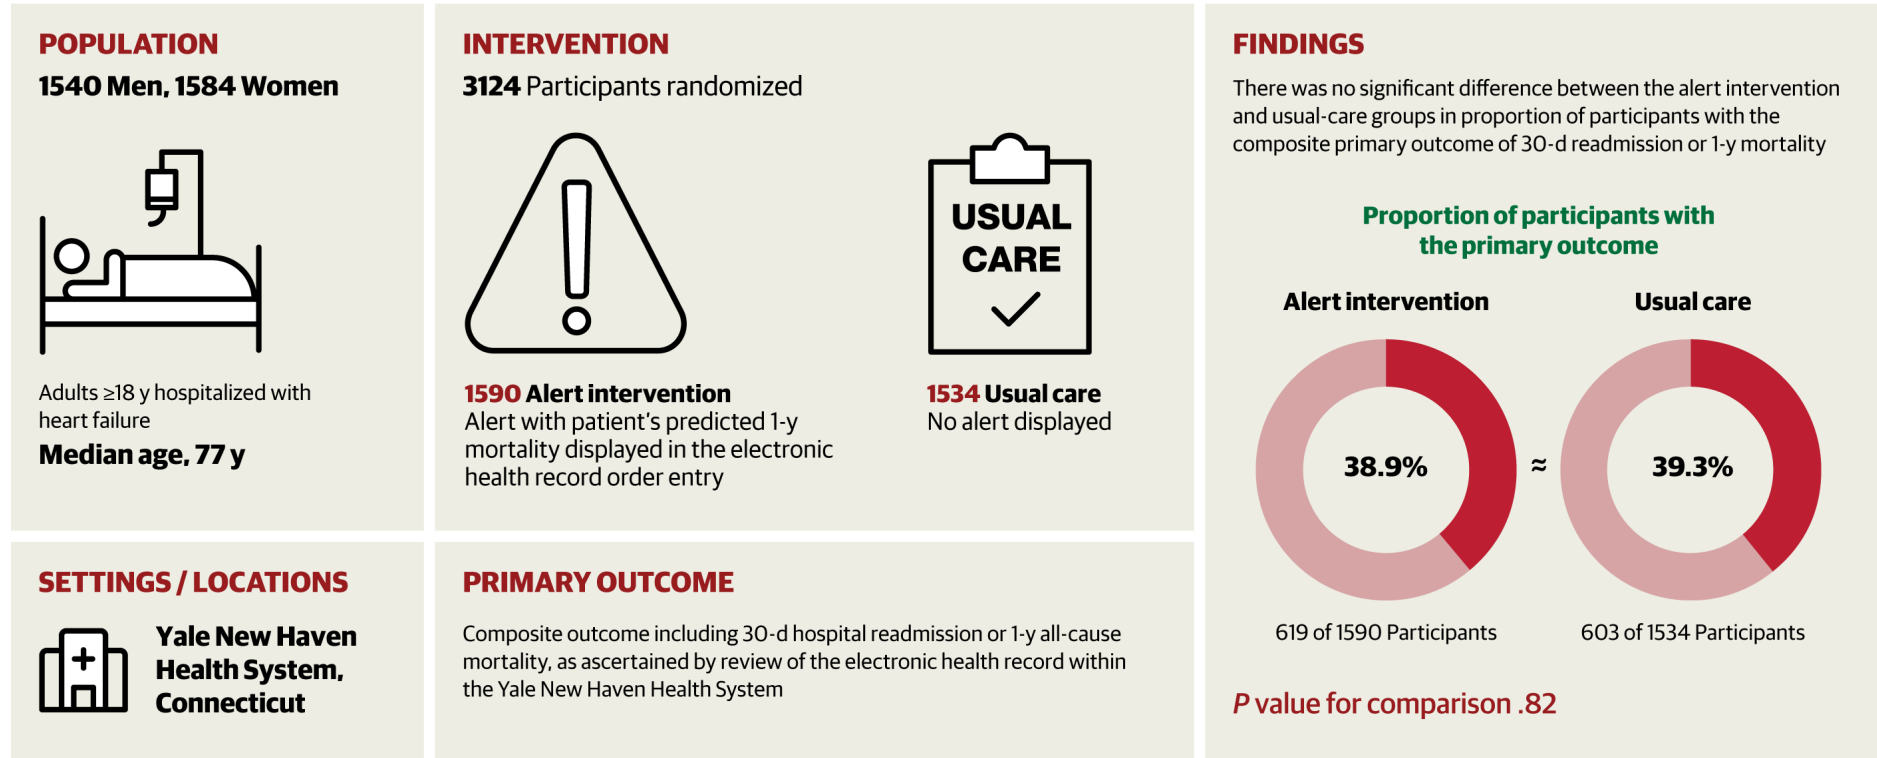 POPULATION
1540 Men, 1584 Women
Adults ≥18 y hospitalized with
heart failure
Median age, 77 y
INTERVENTION
3124 Participants randomized
USUAL
CARE
1590 Alert intervention
Alert with patient's predicted 1-y
mortality displayed in the electronic
health record order entry
1534 Usual care
No alert displayed
SETTINGS / LOCATIONS
Yale New Haven
Health System,
Connecticut
PRIMARY OUTCOME
Composite outcome including 30-d hospital readmission or 1-y all-cause
mortality, as ascertained by review of the electronic health record within
the Yale New Haven Health System
FINDINGS
There was no significant difference between the alert intervention
and usual-care groups in proportion of participants with the
composite primary outcome of 30-d readmission or 1-y mortality
Proportion of participants with
the primary outcome
Alert intervention
Usual care
38.9%
≈
39.3%
619 of 1590 Participants
603 of 1534 Participants
P value for comparison .82